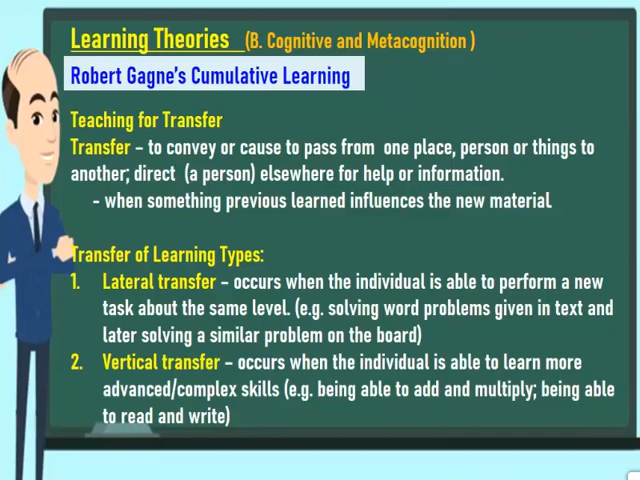 Learning Theories (B. Cognitive and Metacognition )
Robert Gagne's Cumulative Learning
Teaching for Transfer
Transfer – to convey or cause to pass from one place, person or things to
another; direct (a person) elsewhere for help or information.
- when something previous learned influences the new material.
Transfer of Learning Types:
1. Lateral transfer – occurs when the individual is able to perform a new
task about the same level. (e.g. solving word problems given in text and
later solving a similar problem on the board)
2. Vertical transfer – occurs when the individual is able to learn more
advanced/complex skills (e.g. being able to add and multiply; being able
to read and write)